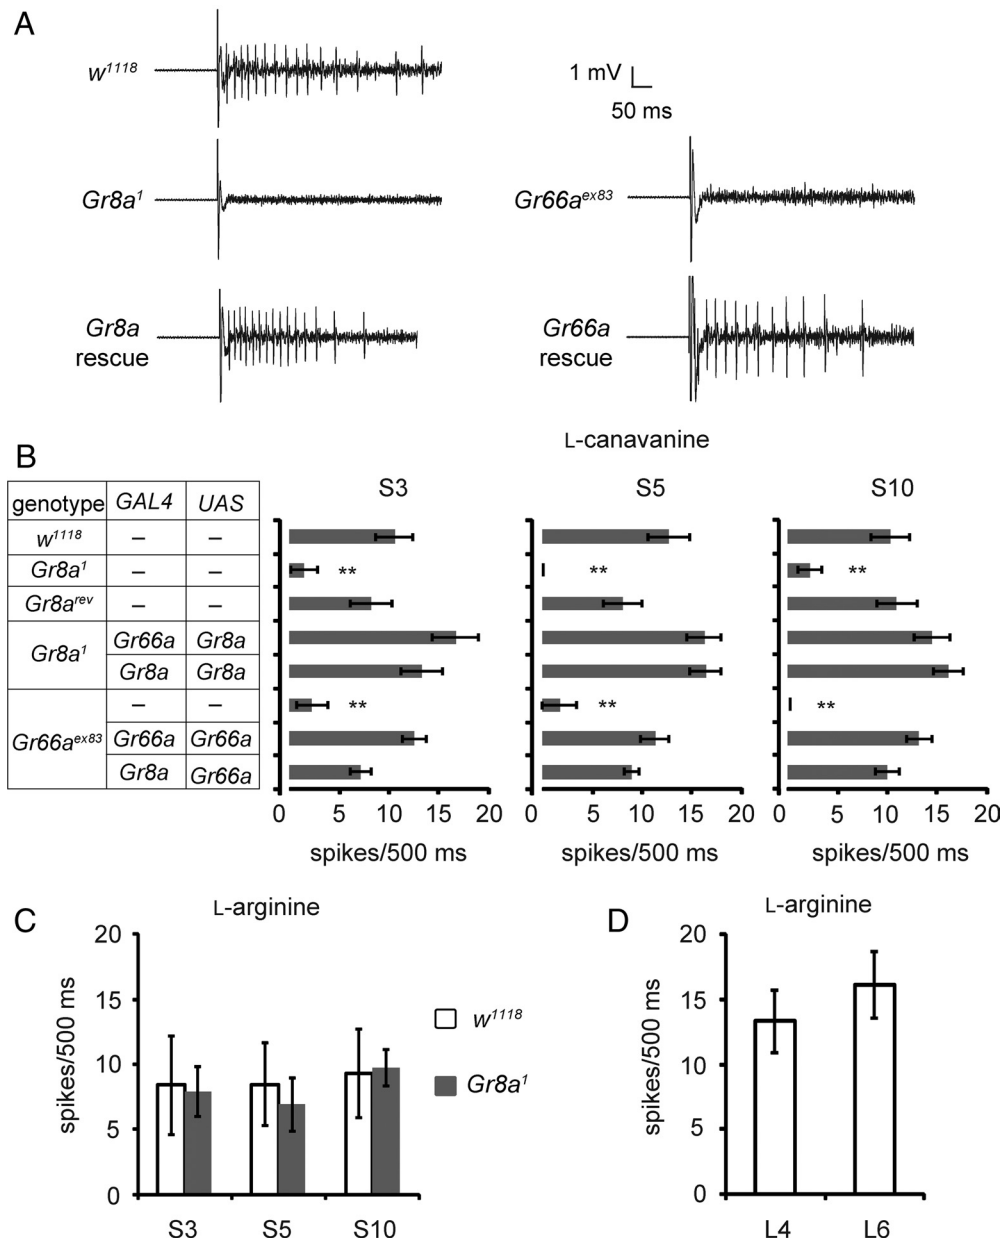 A
w1118
1 mV
50 ms
Gr8a1
Gr66aex83
Gr8a
rescue
Gr66a
rescue
B
L-canavanine
genotype GAL4 UAS
S3 S5 S10
w1118 – –
Gr8a1 – – ** ** **
Gr8arev – –
Gr8a1 Gr66a Gr8a
Gr8a Gr8a
Gr66aex83 – – ** ** **
Gr66a Gr66a
Gr8a Gr66a
0 5 10 15 20 0 5 10 15 20 0 5 10 15 20
spikes/500 ms spikes/500 ms spikes/500 ms
C
L-arginine
20
15
10
5
0
spikes/500 ms
w1118
Gr8a1
S3 S5 S10
D
L-arginine
20
15
10
5
0
spikes/500 ms
L4 L6